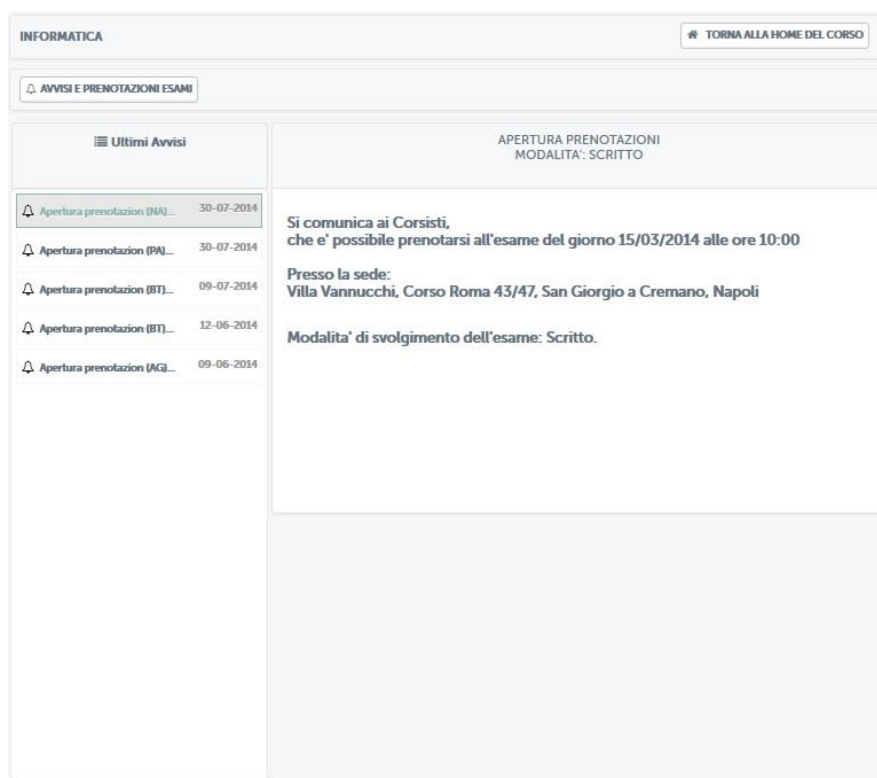 INFORMATICA
TORNA ALLA HOME DEL CORSO
AVVISI E PRENOTAZIONI ESAMI
Ultimi Avvisi
Apertura prenotazion (NA)... 30-07-2014
Apertura prenotazion (PA)... 30-07-2014
Apertura prenotazion (BT)... 09-07-2014
Apertura prenotazion (BT)... 12-06-2014
Apertura prenotazion (AG)... 09-06-2014
APERTURA PRENOTAZIONI
MODALITA': SCRITTO
Si comunica ai Corsisti,
che e' possibile prenotarsi all'esame del giorno 15/03/2014 alle ore 10:00
Presso la sede:
Villa Vannucchi, Corso Roma 43/47, San Giorgio a Cremano, Napoli
Modalita' di svolgimento dell'esame: Scritto.